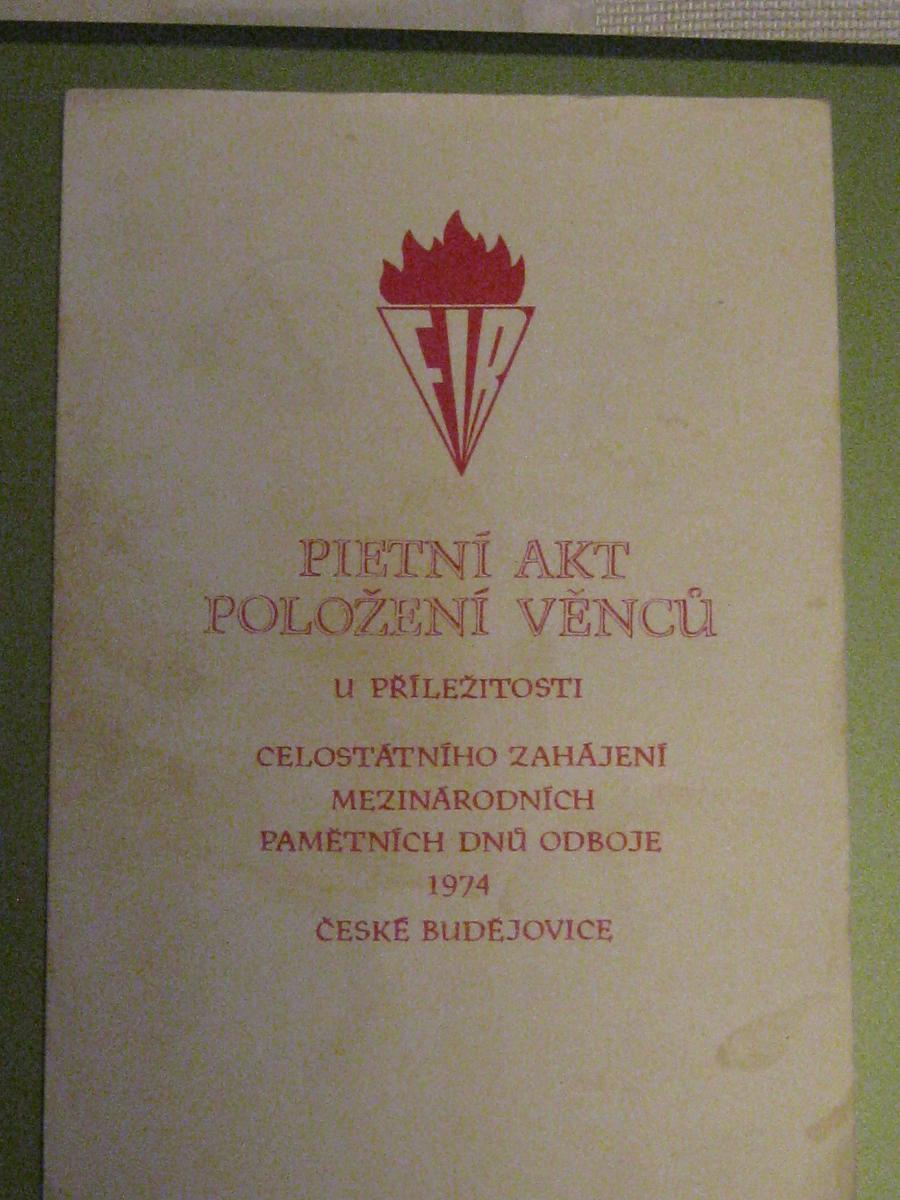 FIR
PIETNÍ AKT
POLOŽENÍ VĚNCŮ
U PŘÍLEŽITOSTI
CELOSTÁTNÍHO ZAHÁJENÍ
MEZINÁRODNÍCH
PAMĚTNÍCH DNŮ ODBOJE
1974
ČESKÉ BUDĚJOVICE